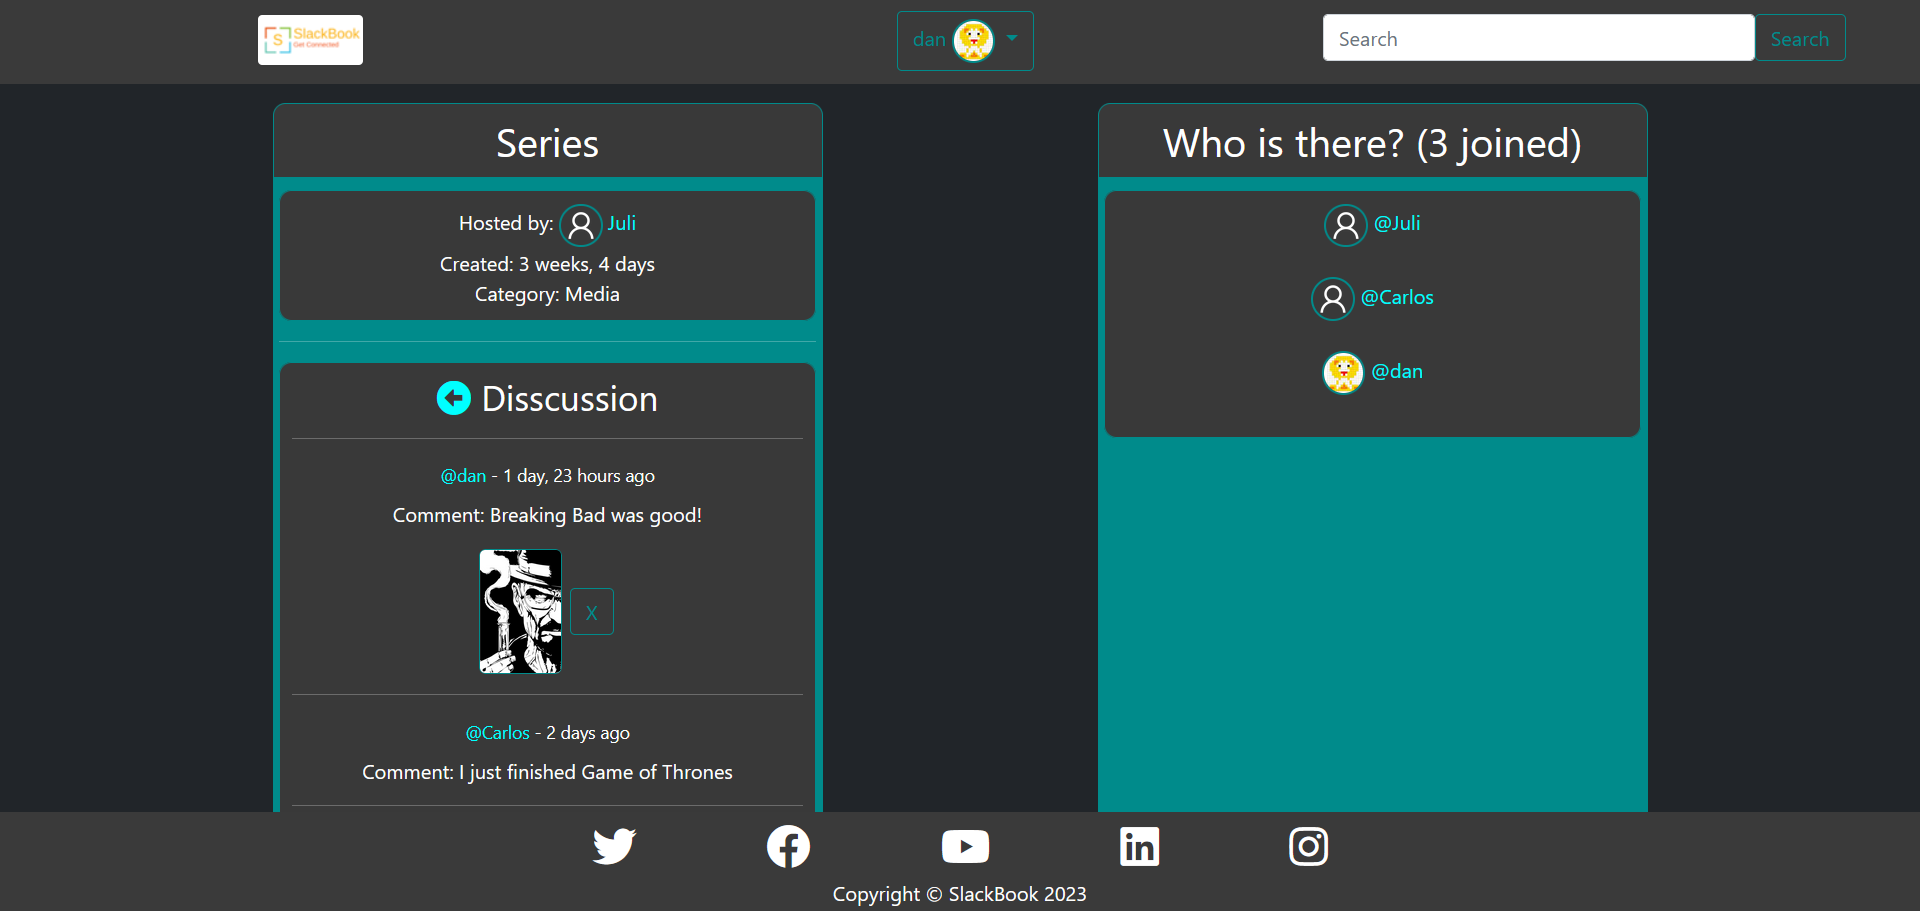 S SlackBook
Get Connected
dan
Search
Search
Series
Hosted by: Juli
Created: 3 weeks, 4 days
Category: Media
Disscussion
@dan - 1 day, 23 hours ago
Comment: Breaking Bad was good!
X
@Carlos - 2 days ago
Comment: I just finished Game of Thrones
Who is there? (3 joined)
@Juli
@Carlos
@dan
Copyright © SlackBook 2023